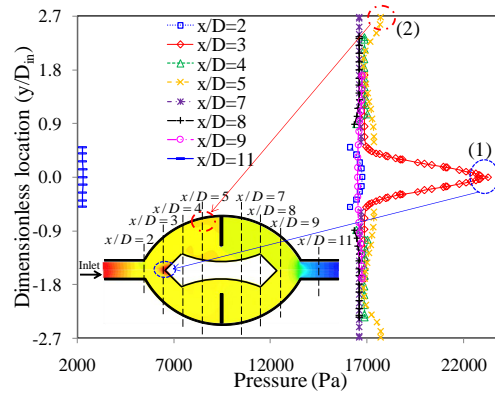 Dimensionless location (y/D_in)
2.7
1.8
0.9
0.0
-0.9
-1.8
-2.7
x/D=2
x/D=3
x/D=4
x/D=5
x/D=7
x/D=8
x/D=9
x/D=11
(2)
(1)
x/D=5
x/D=7
x/D=4
x/D=8
x/D=3
x/D=9
x/D=2
x/D=11
Inlet
2000
7000
12000
17000
22000
Pressure (Pa)